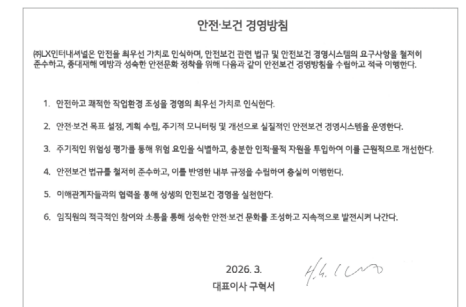 안전·보건 경영방침
㈜LX인터내셔널은 안전을 최우선 가치로 인식하며, 안전보건 관련 법규 및 안전보건 경영시스템의 요구사항을 철저히
준수하고, 중대재해 예방과 성숙한 안전문화 정착을 위해 다음과 같이 안전보건 경영방침을 수립하고 적극 이행한다.
1. 안전하고 쾌적한 작업환경 조성을 경영의 최우선 가치로 인식한다.
2. 안전·보건 목표 설정, 계획 수립, 주기적 모니터링 및 개선으로 실질적인 안전보건 경영시스템을 운영한다.
3. 주기적인 위험성 평가를 통해 위험 요인을 식별하고, 충분한 인적·물적 자원을 투입하여 이를 근원적으로 개선한다.
4. 안전보건 법규를 철저히 준수하고, 이를 반영한 내부 규정을 수립하여 충실히 이행한다.
5. 이해관계자들과의 협력을 통해 상생의 안전보건 경영을 실천한다.
6. 임직원의 적극적인 참여와 소통을 통해 성숙한 안전·보건 문화를 조성하고 지속적으로 발전시켜 나간다.
2026. 3.
대표이사 구혁서